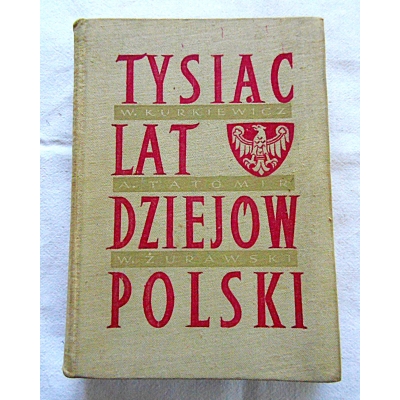 TYSIĄC
W. KURKIEWICZ
LAT
A. TATOMIR
DZIEJÓW
W. ŻURAWSKI
POLSKI